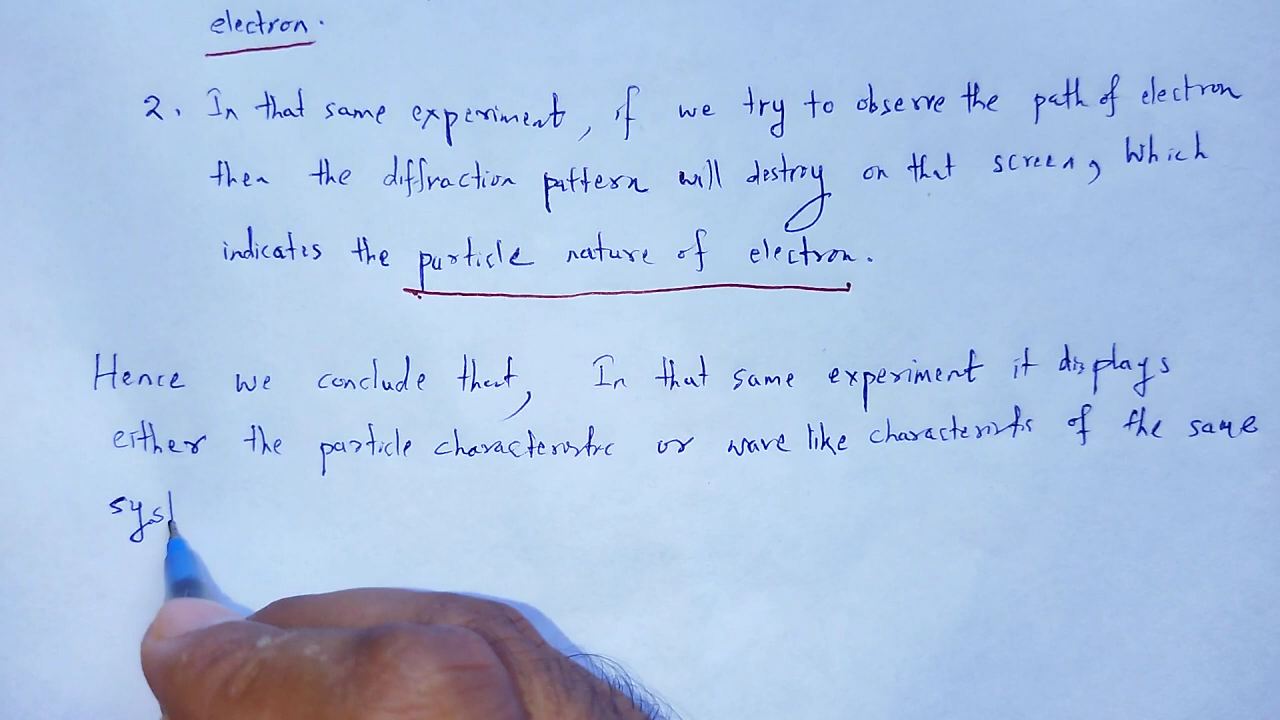 electron.
2. In that same experiment, if we try to observe the path of electron
then the diffraction pattern will destroy on that screen, which
indicates the particle nature of electron.
Hence we conclude that, In that same experiment it displays
either the particle characteristic or wave like characterists of the same
syst